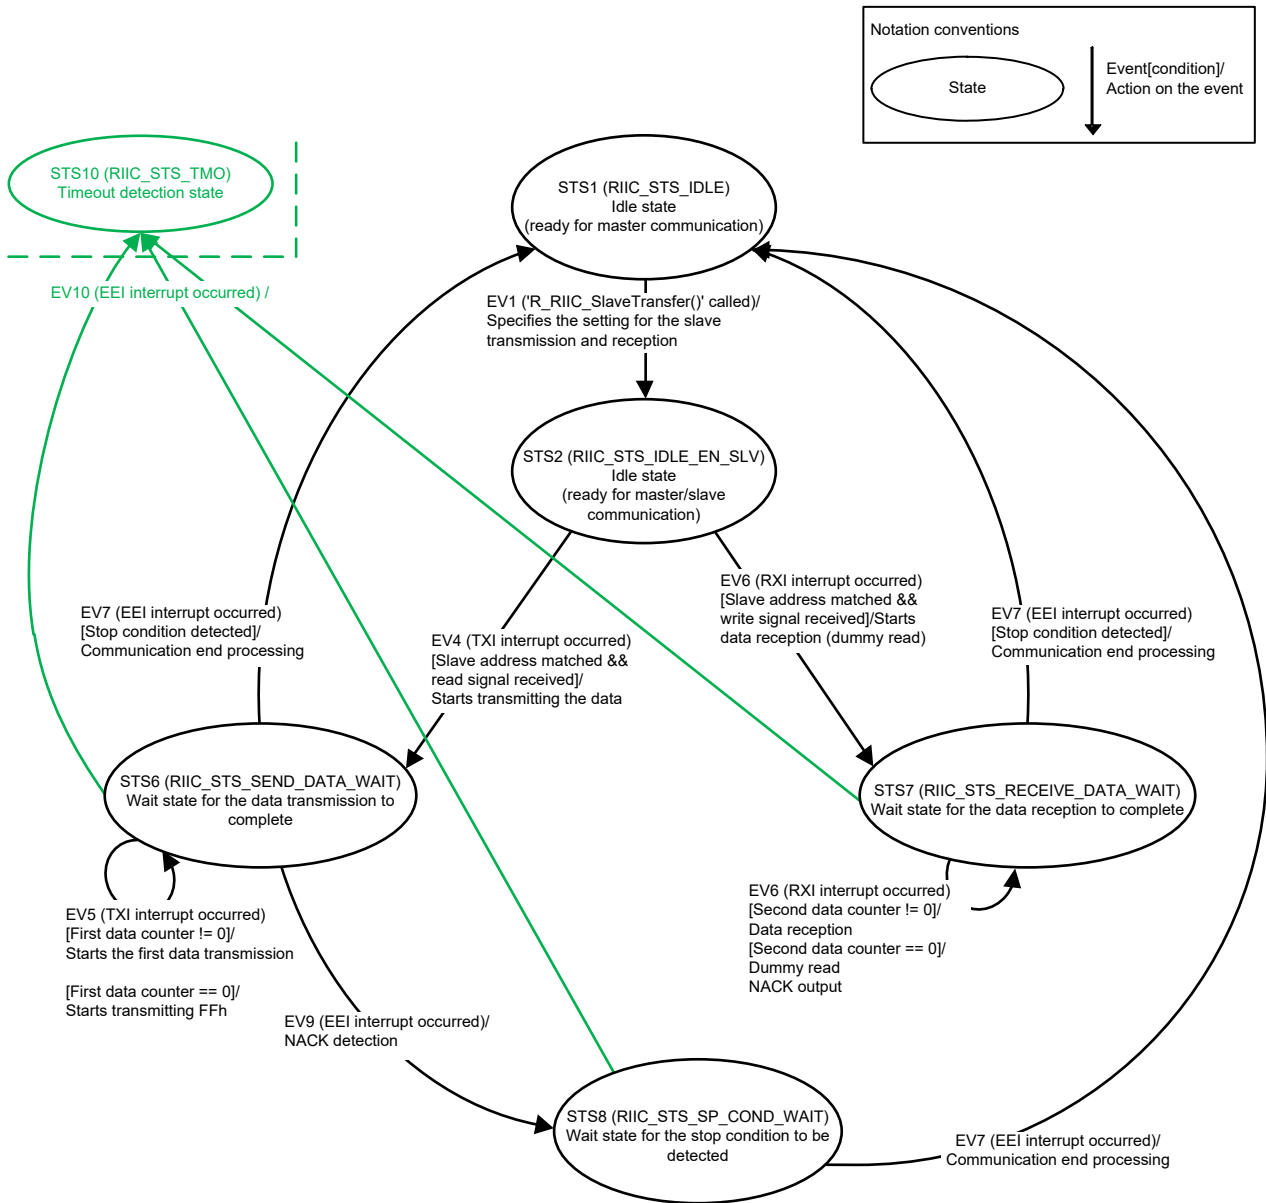 Notation conventions
State
Event[condition]/
Action on the event
STS10 (RIIC_STS_TMO)
Timeout detection state
STS1 (RIIC_STS_IDLE)
Idle state
(ready for master communication)
EV10 (EEI interrupt occurred) /
EV1 ('R_RIIC_SlaveTransfer()' called)/
Specifies the setting for the slave
transmission and reception
STS2 (RIIC_STS_IDLE_EN_SLV)
Idle state
(ready for master/slave
communication)
EV7 (EEI interrupt occurred)
[Stop condition detected]/
Communication end processing
EV4 (TXI interrupt occurred)
[Slave address matched &&
read signal received]/
Starts transmitting the data
EV6 (RXI interrupt occurred)
[Slave address matched &&
write signal received]/Starts
data reception (dummy read)
EV7 (EEI interrupt occurred)
[Stop condition detected]/
Communication end processing
STS6 (RIIC_STS_SEND_DATA_WAIT)
Wait state for the data transmission to
complete
STS7 (RIIC_STS_RECEIVE_DATA_WAIT)
Wait state for the data reception to complete
EV5 (TXI interrupt occurred)
[First data counter != 0]/
Starts the first data transmission
[First data counter == 0]/
Starts transmitting FFh
EV6 (RXI interrupt occurred)
[Second data counter != 0]/
Data reception
[Second data counter == 0]/
Dummy read
NACK output
EV9 (EEI interrupt occurred)/
NACK detection
STS8 (RIIC_STS_SP_COND_WAIT)
Wait state for the stop condition to be
detected
EV7 (EEI interrupt occurred)/
Communication end processing